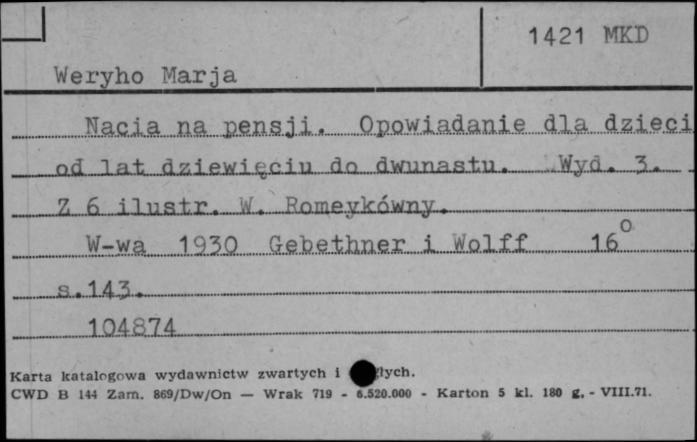 1421 MKD
Weryho Marja
Nacia na pensji. Opowiadanie dla dzieci
od lat dziewięciu do dwunastu. Wyd. 3.
Z 6 ilustr. W. Romeykówny.
W-wa 1930 Gebethner i Wolff 16⁰
s.143.
104874
Karta katalogowa wydawnictw zwartych i
CWD B 144 Zam. 869/Dw/On — Wrak 719 - 6.520.000 - Karton 5 kl. 180 g. - VIII.71.